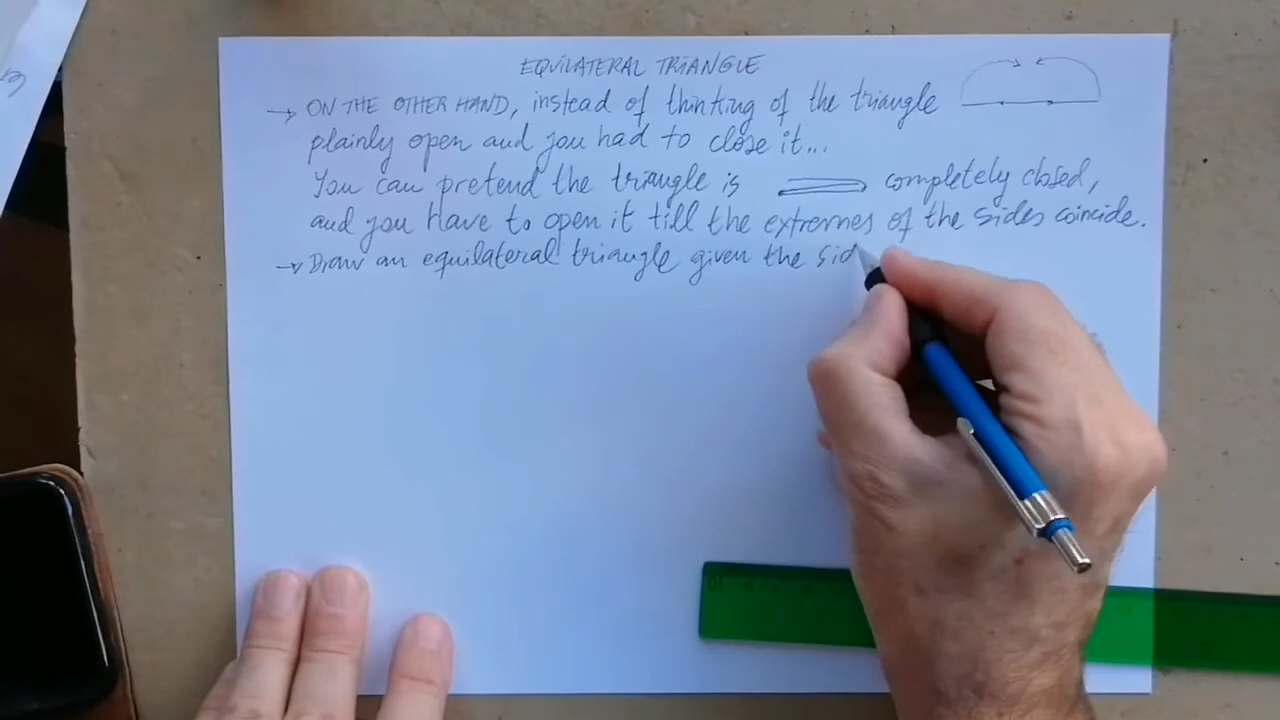 EQUILATERAL TRIANGLE
→ ON THE OTHER HAND, instead of thinking of the triangle
plainly open and you had to close it...
You can pretend the triangle is completely closed,
and you have to open it till the extremes of the sides coincide.
→ Draw an equilateral triangle given the sid